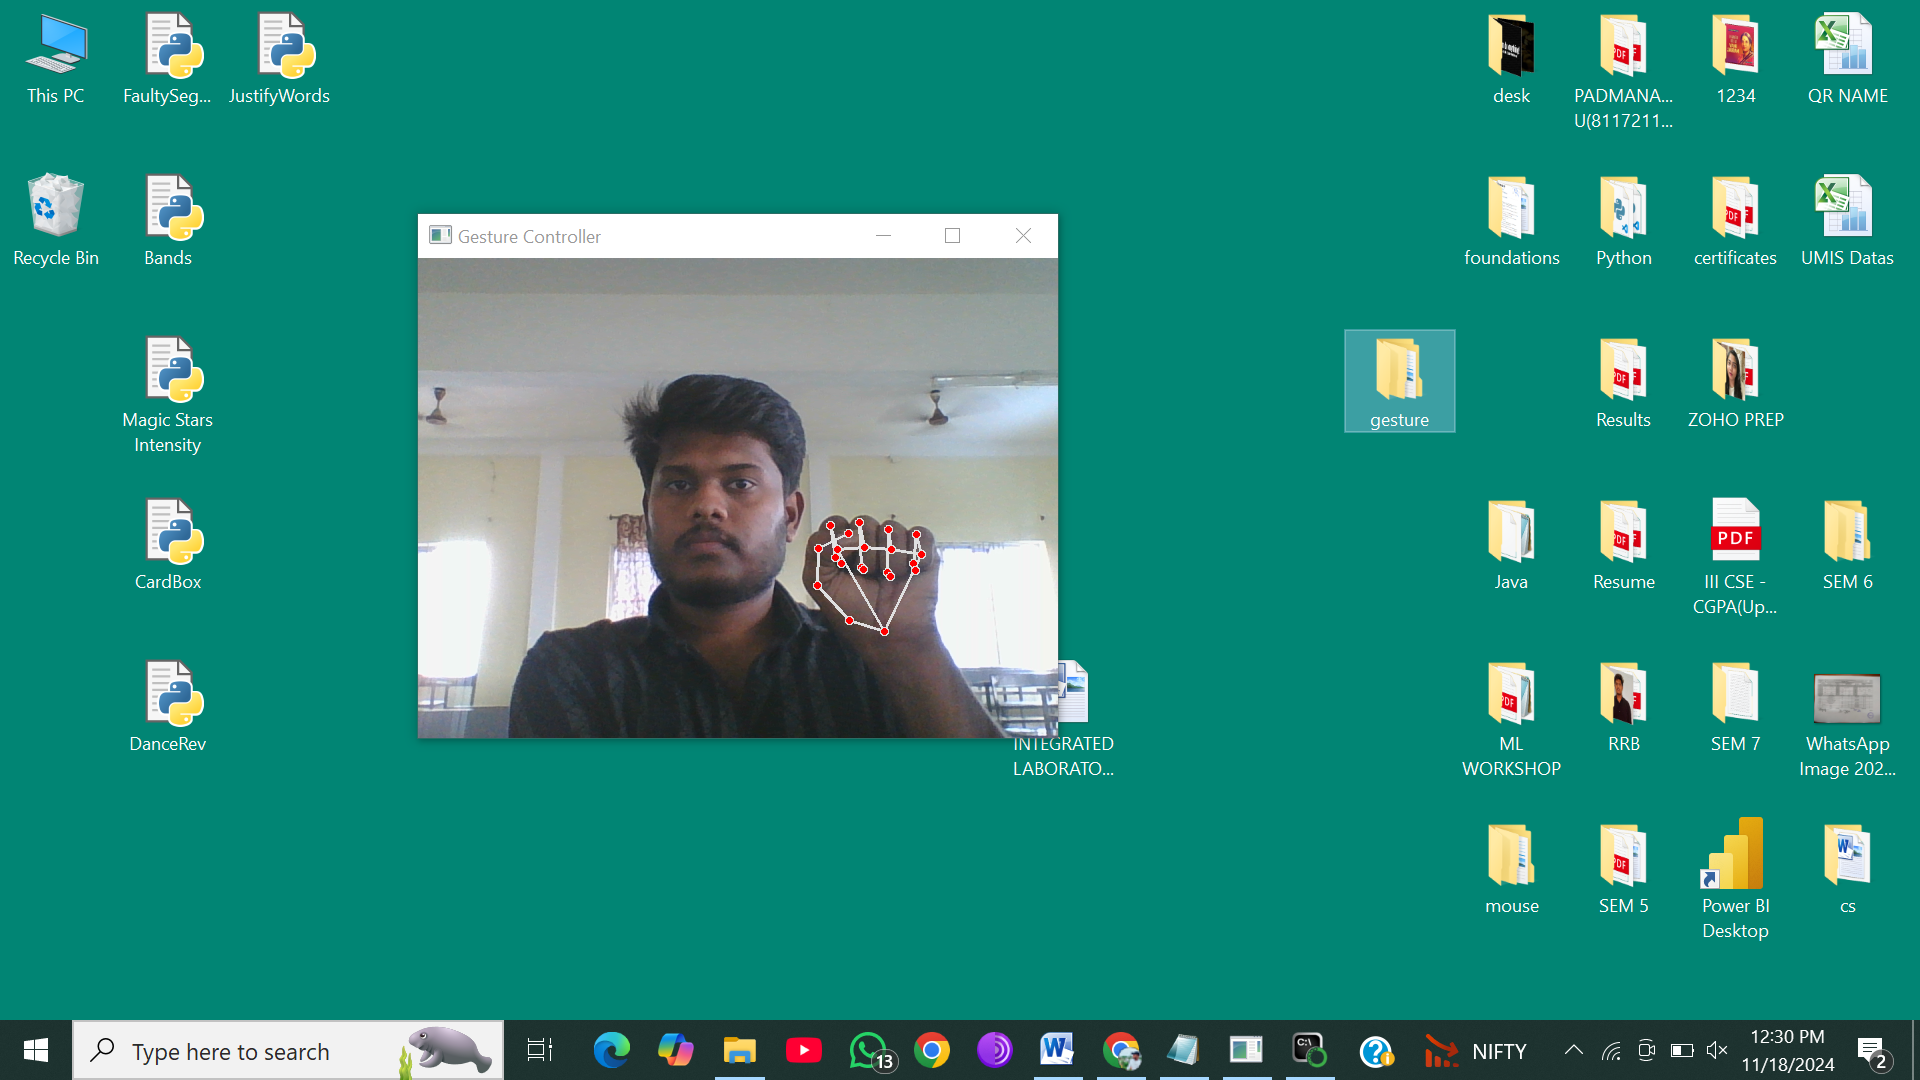 This PC
FaultySeg...
JustifyWords
desk
PADMANA...
U(8117211...
1234
QR NAME
Recycle Bin
Bands
Gesture Controller
foundations
Python
certificates
UMIS Datas
Magic Stars
Intensity
gesture
Results
ZOHO PREP
CardBox
Java
Resume
PDF
III CSE -
CGPA(Up...
SEM 6
DanceRev
INTEGRATED
LABORATO...
ML
WORKSHOP
RRB
SEM 7
WhatsApp
Image 202...
mouse
SEM 5
Power BI
Desktop
cs
Type here to search
13
NIFTY
12:30 PM
11/18/2024
2